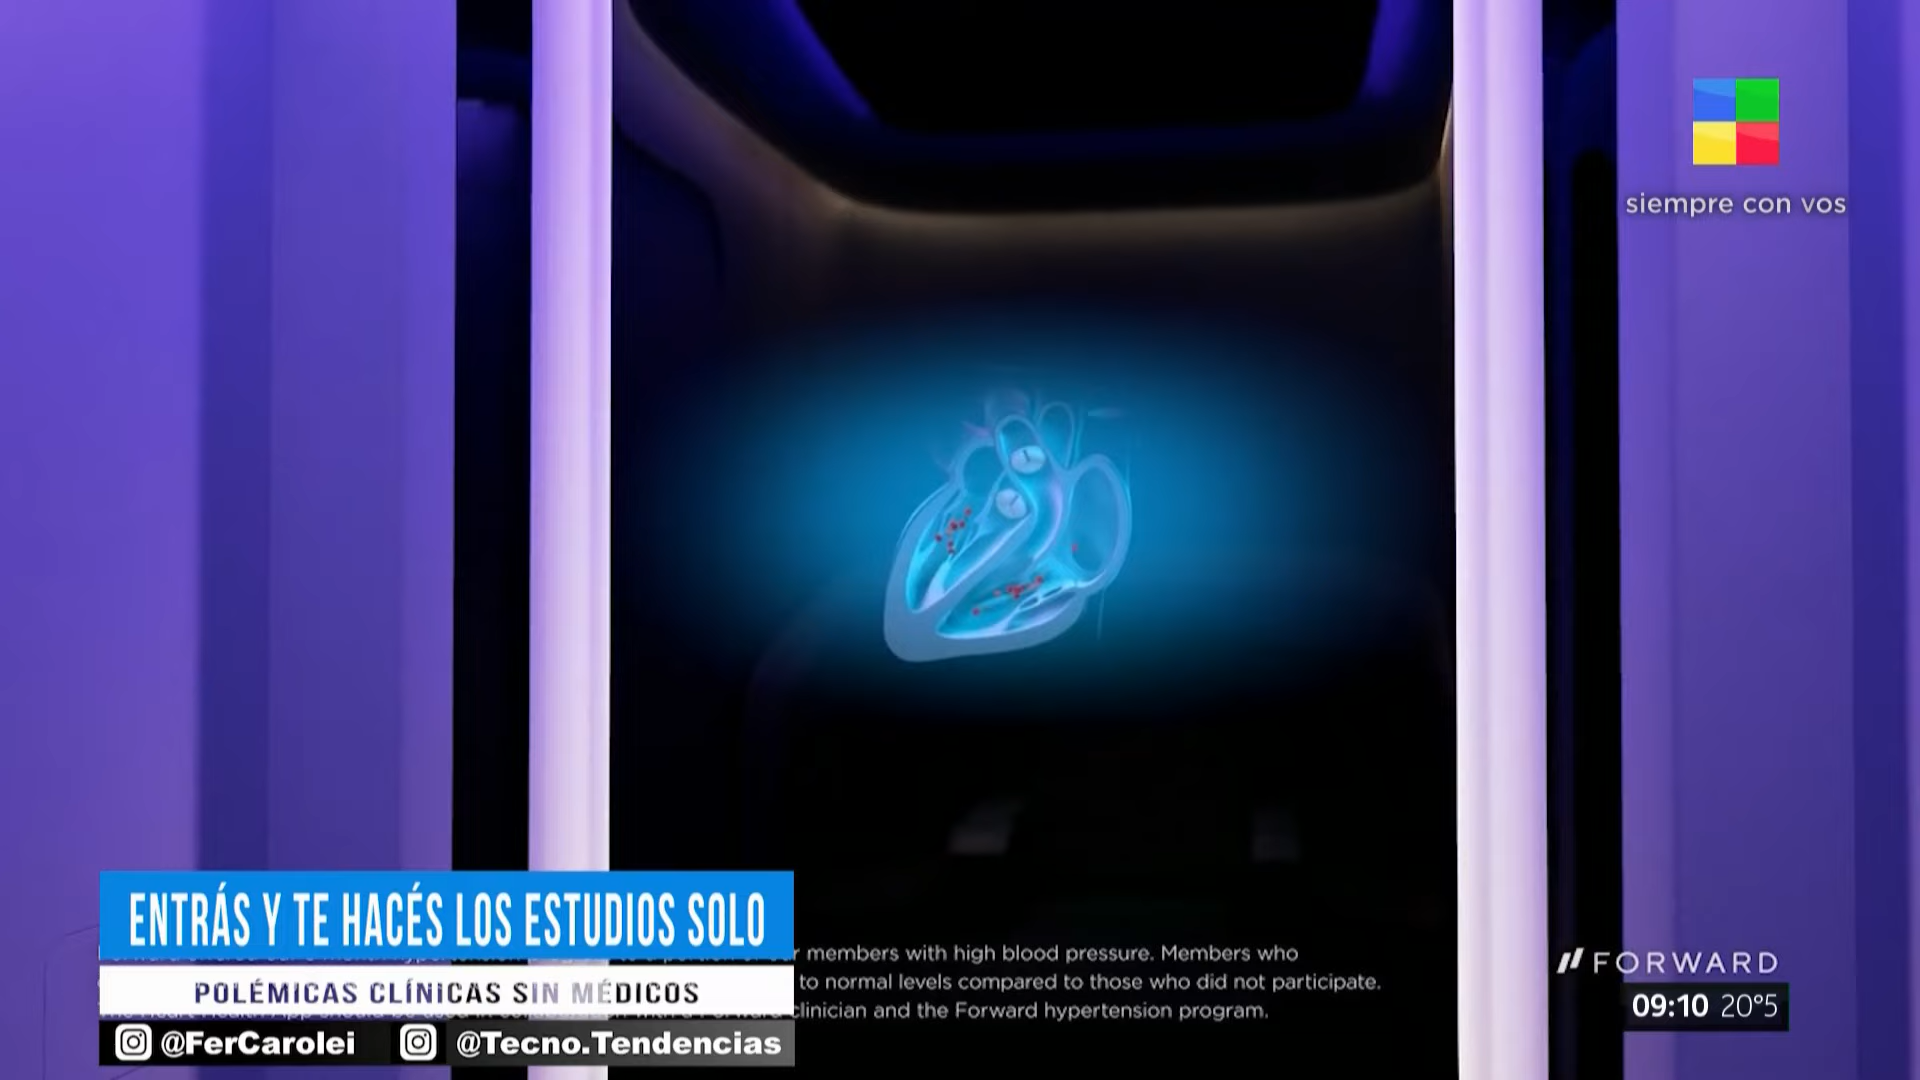 siempre con vos
ENTRÁS Y TE HACÉS LOS ESTUDIOS SOLO
members with high blood pressure. Members who
POLÉMICAS CLÍNICAS SIN MÉDICOS
to normal levels compared to those who did not participate.
clinician and the Forward hypertension program.
@FerCarolei @Tecno.Tendencias
FORWARD
09:10 20°5